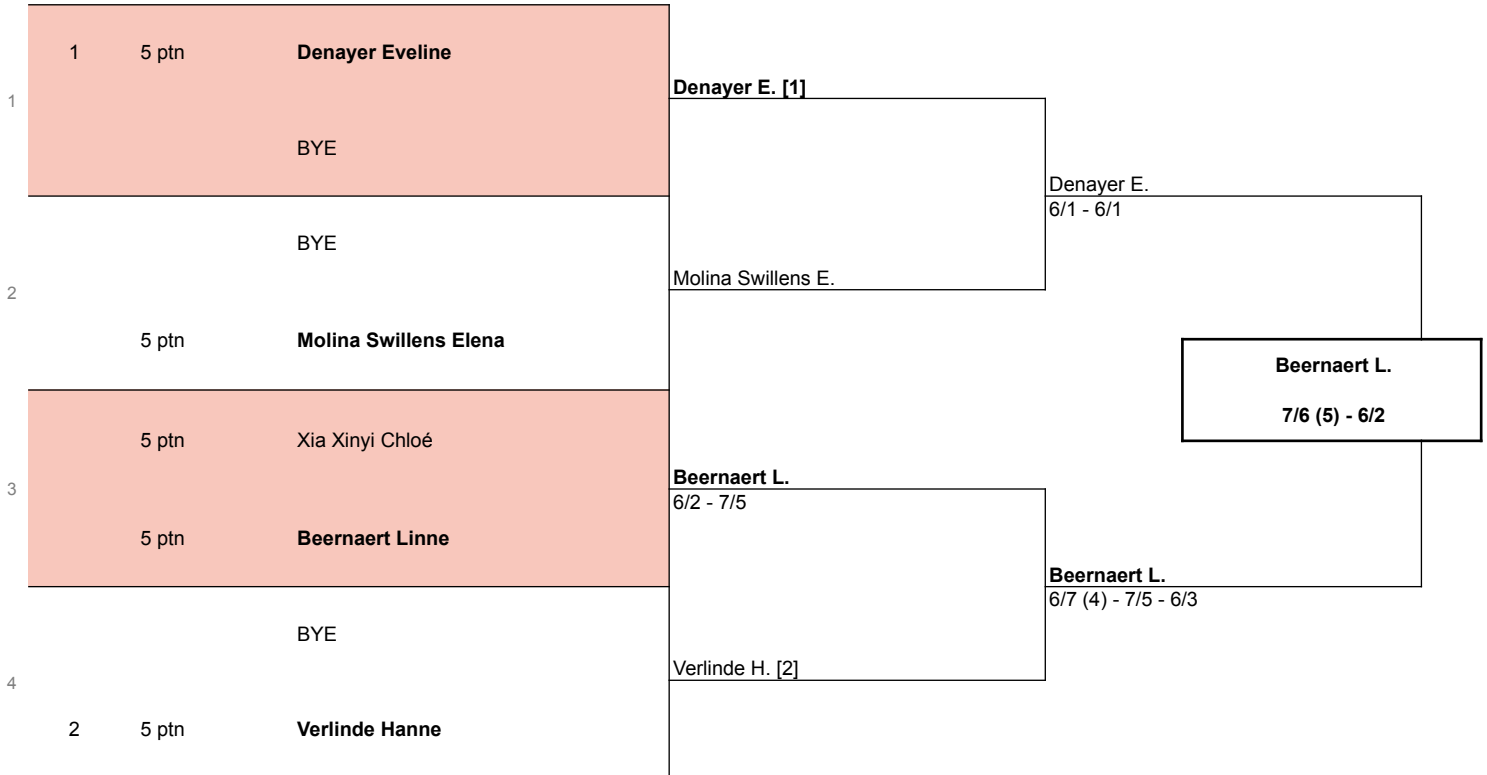 1 5 ptn Denayer Eveline
Denayer E. [1]
1
BYE
Denayer E.
6/1 - 6/1
BYE
Molina Swillens E.
2
5 ptn Molina Swillens Elena
Beernaert L.
7/6 (5) - 6/2
5 ptn Xia Xinyi Chloé
Beernaert L.
3
6/2 - 7/5
5 ptn Beernaert Linne
Beernaert L.
6/7 (4) - 7/5 - 6/3
BYE
Verlinde H. [2]
4
2 5 ptn Verlinde Hanne